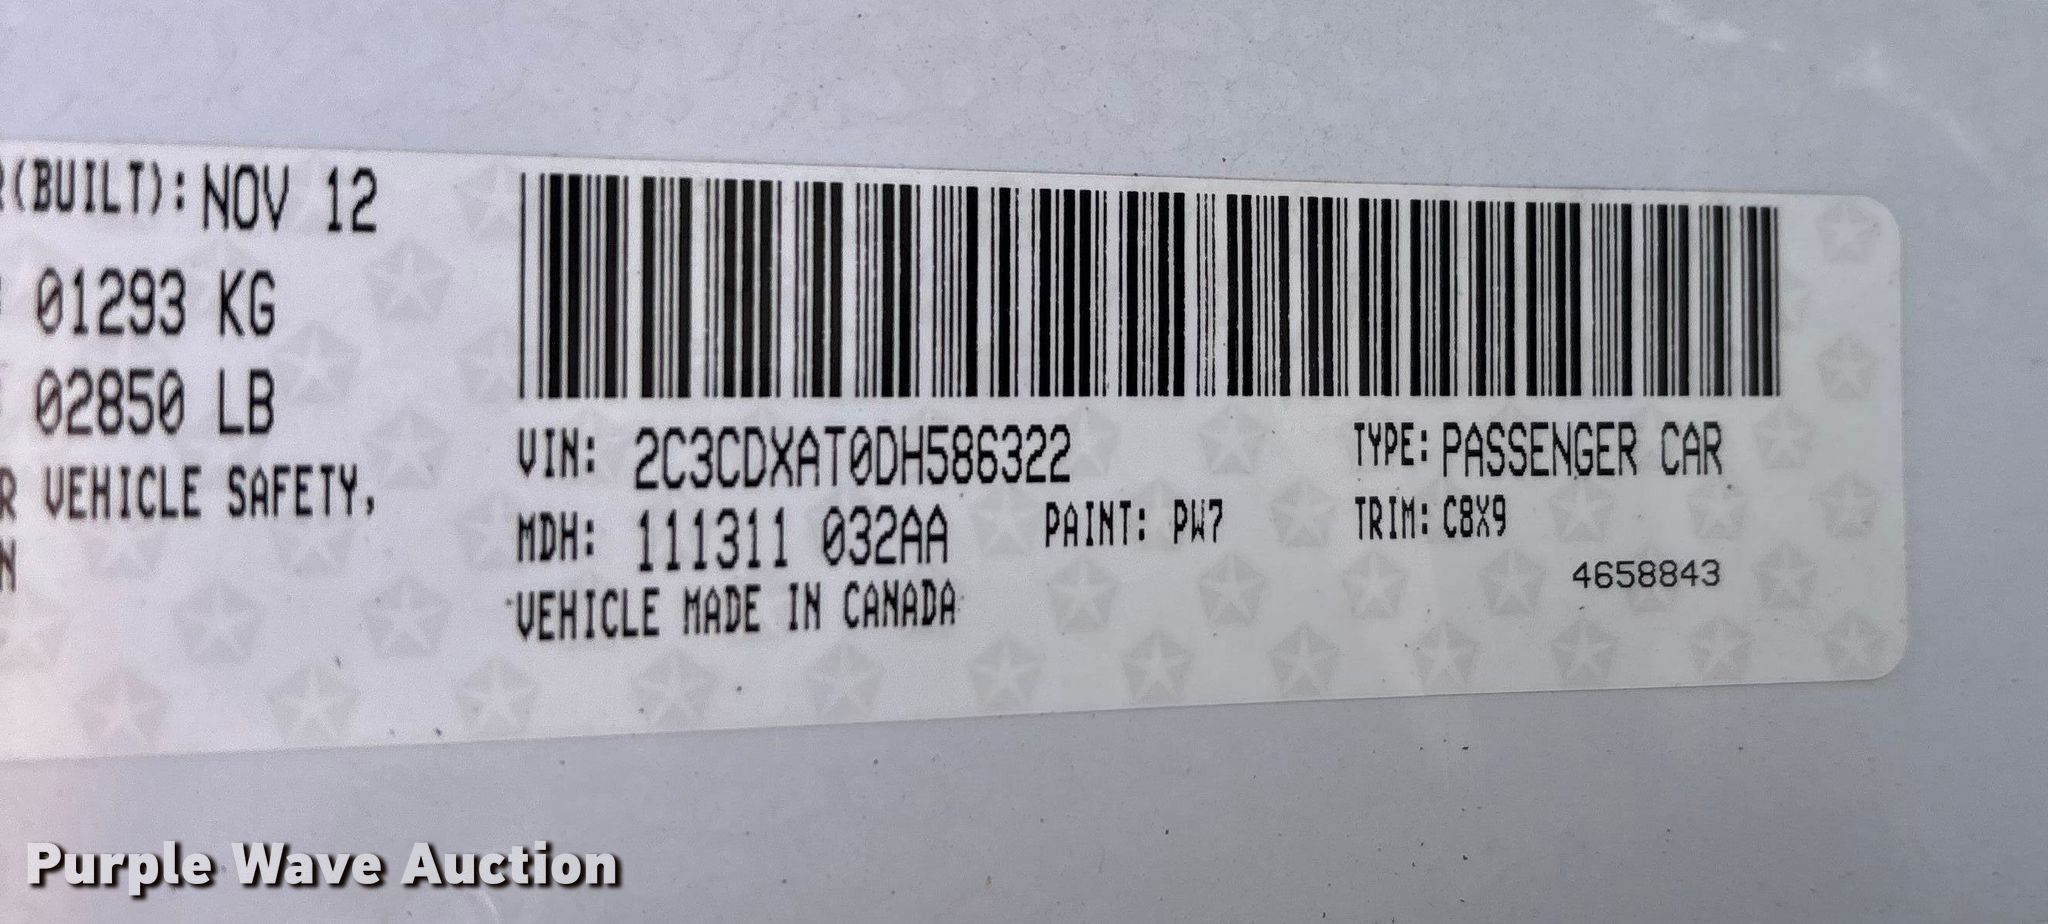 R(BUILT): NOV 12
01293 KG
02850 LB
R VEHICLE SAFETY,
N
VIN: 2C3CDXAT0DH586322
TYPE: PASSENGER CAR
MDH: 111311 032AA
PAINT: PW7
TRIM: C8X9
VEHICLE MADE IN CANADA
4658843
Purple Wave Auction